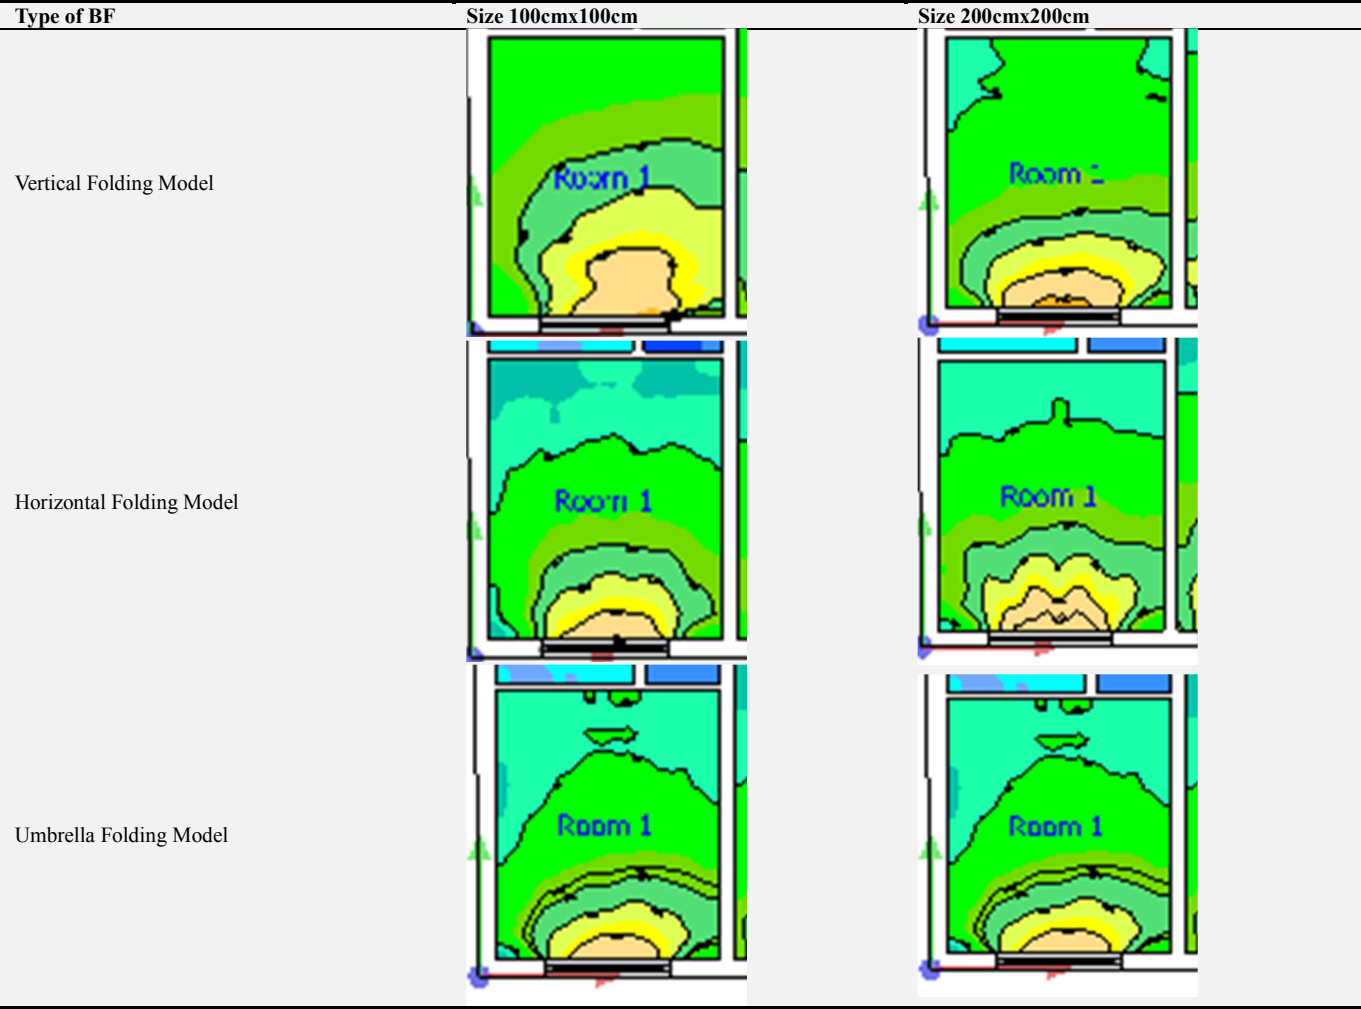 Type of BF Size 100cmx100cm Size 200cmx200cm
Room 1 Room 1
Vertical Folding Model
Room 1 Room 1
Horizontal Folding Model
Room 1 Room 1
Umbrella Folding Model